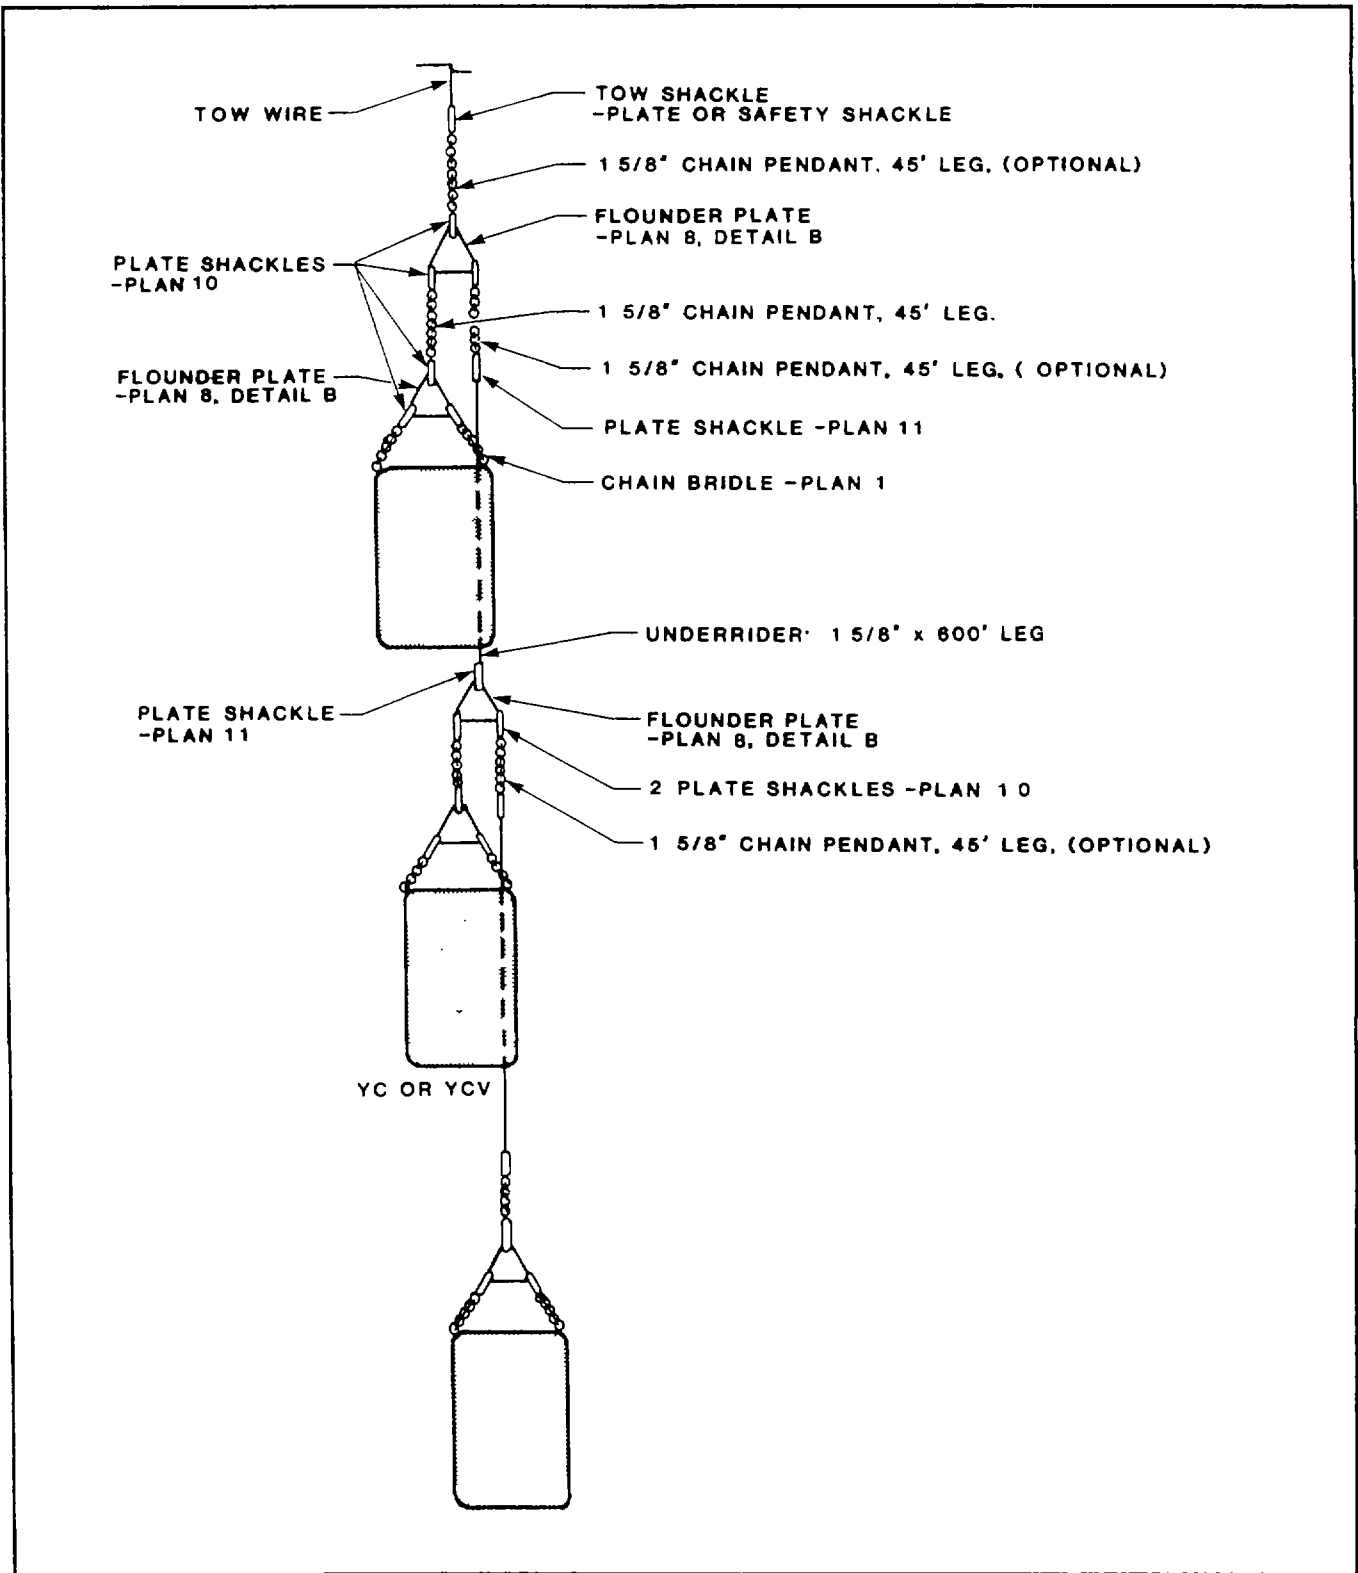 TOW WIRE
TOW SHACKLE
-PLATE OR SAFETY SHACKLE
1 5/8" CHAIN PENDANT. 45' LEG, (OPTIONAL)
FLOUNDER PLATE
-PLAN 8, DETAIL B
PLATE SHACKLES
-PLAN 10
1 5/8" CHAIN PENDANT, 45' LEG.
1 5/8" CHAIN PENDANT, 45' LEG, ( OPTIONAL)
FLOUNDER PLATE
-PLAN 8, DETAIL B
PLATE SHACKLE -PLAN 11
CHAIN BRIDLE -PLAN 1
UNDERRIDER· 1 5/8" x 600' LEG
PLATE SHACKLE
-PLAN 11
FLOUNDER PLATE
-PLAN 8, DETAIL B
2 PLATE SHACKLES -PLAN 1 0
1 5/8" CHAIN PENDANT, 45' LEG, (OPTIONAL)
YC OR YCV